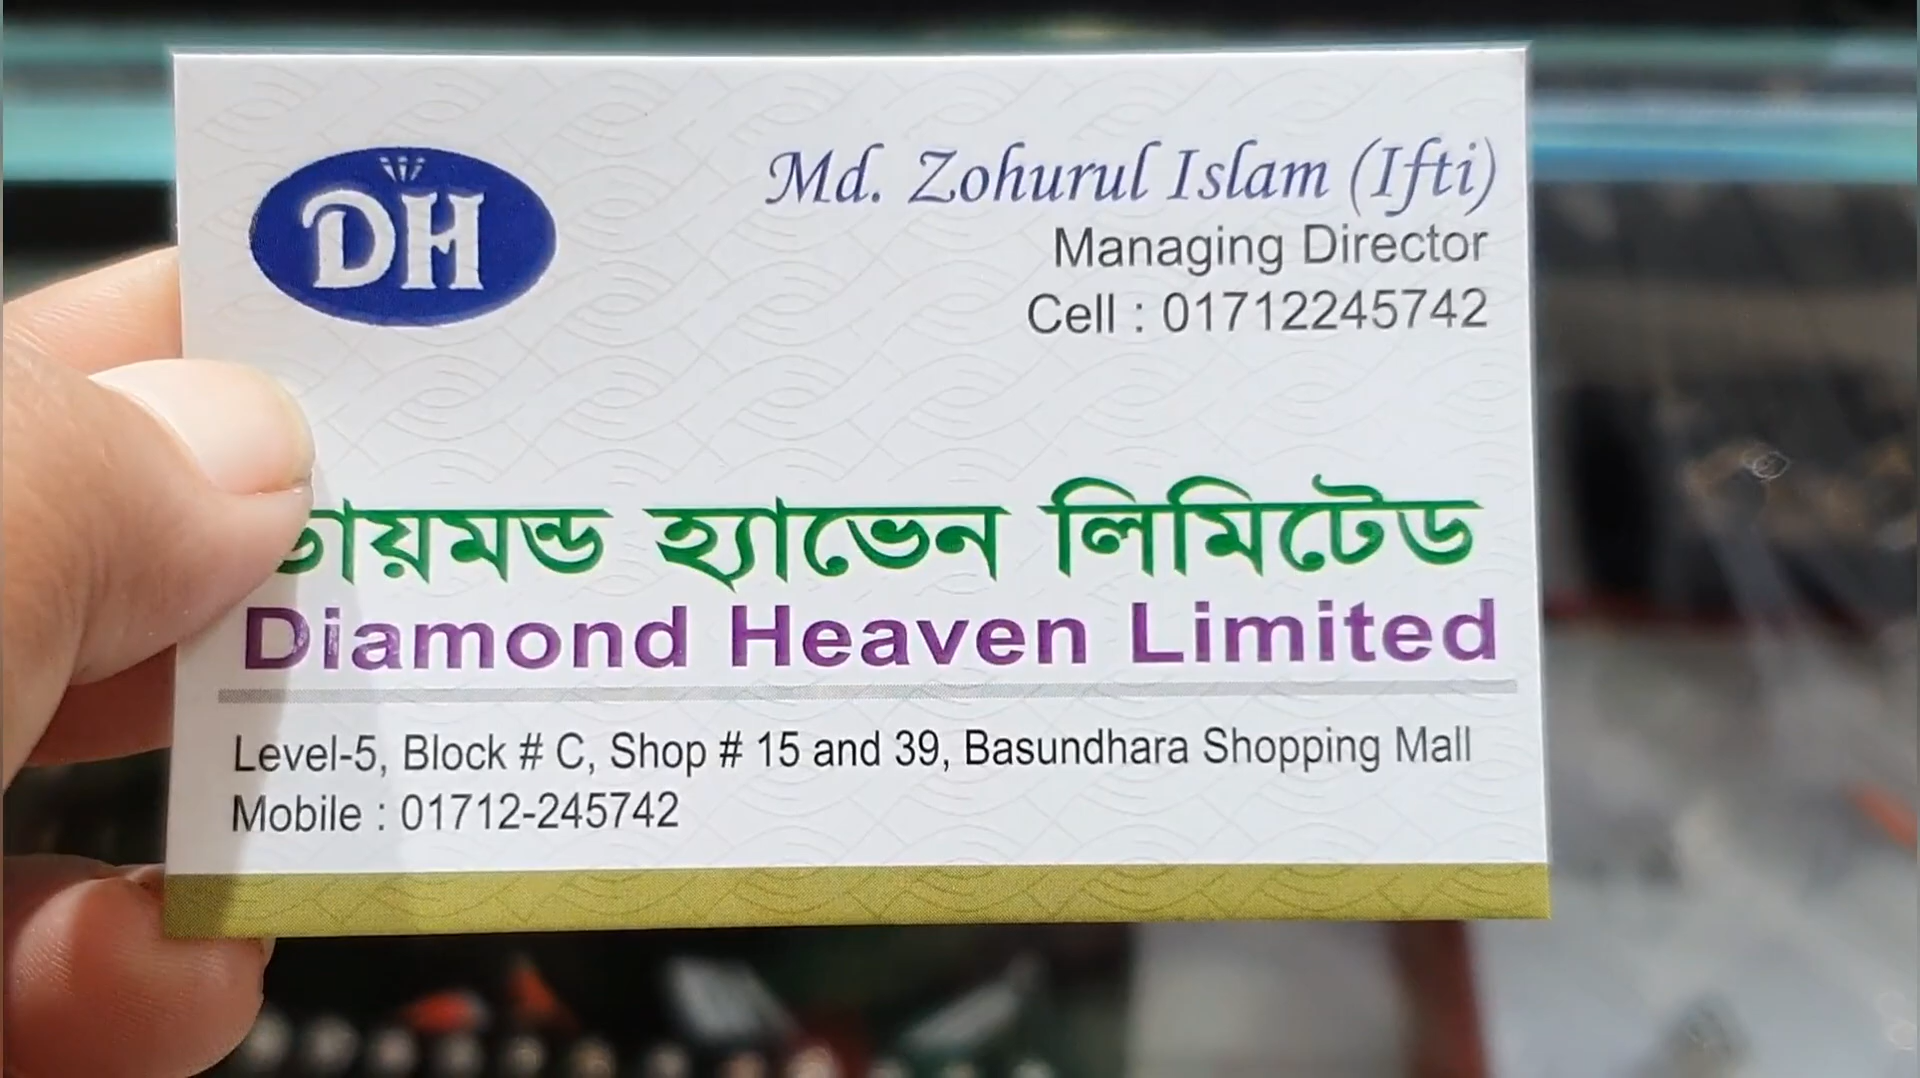 DH
Md. Zohurul Islam (Ifti)
Managing Director
Cell : 01712245742
ডায়মন্ড হ্যাভেন লিমিটেড
Diamond Heaven Limited
Level-5, Block # C, Shop # 15 and 39, Basundhara Shopping Mall
Mobile : 01712-245742